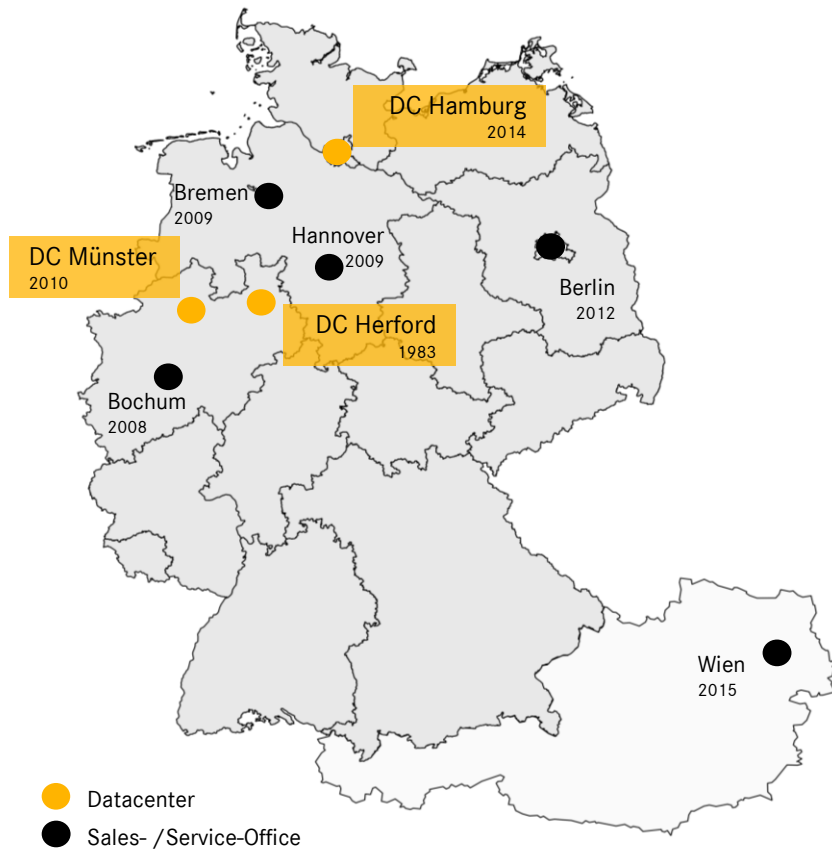 DC Hamburg
2014
Bremen
2009
Hannover
2009
DC Münster
2010
Berlin
2012
DC Herford
1983
Bochum
2008
Wien
2015
Datacenter
Sales- /Service-Office